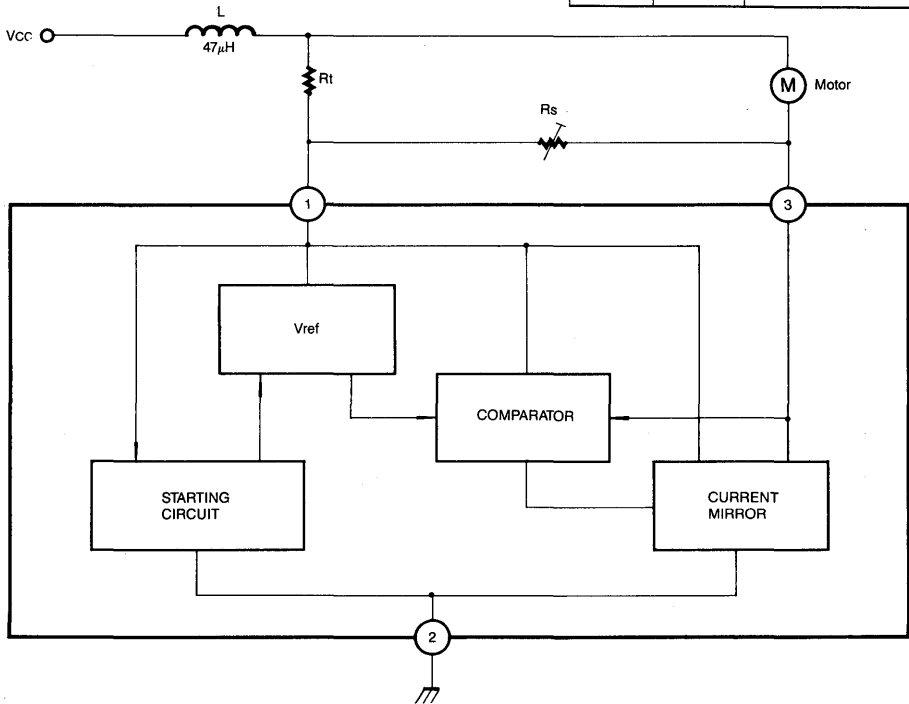 L
Vcc
47μH
Rt
M Motor
Rs
1
3
Vref
COMPARATOR
STARTING
CIRCUIT
CURRENT
MIRROR
2